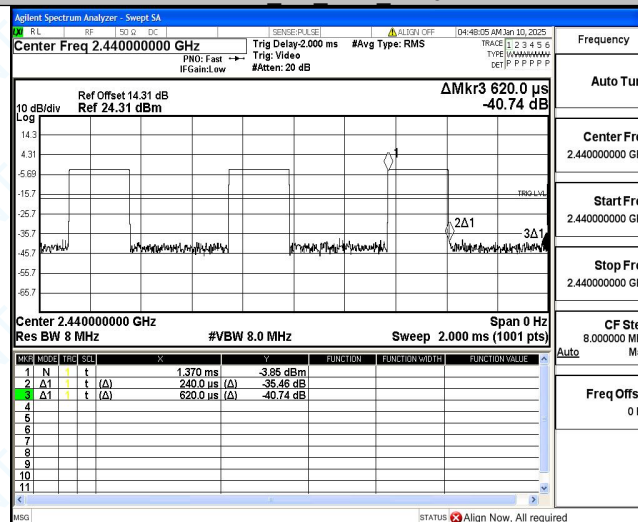 Agilent Spectrum Analyzer - Swept SA
RL RF 50 Ω DC SENSE:PULSE ALIGN OFF 04:48:05 AM Jan 10, 2025
Center Freq 2.440000000 GHz
PNO: Fast
IFGain:Low
Trig Delay-2.000 ms
Trig: Video
#Atten: 20 dB
#Avg Type: RMS
TRACE 1 2 3 4 5 6
TYPE
DET P P P P P P
Ref Offset 14.31 dB
10 dB/div Ref 24.31 dBm
Log
ΔMkr3 620.0 µs
-40.74 dB
14.3
4.31
-5.69
-15.7
-25.7
-35.7
-45.7
-55.7
-65.7
1
TRIG LVL
2Δ1
3Δ1
Center 2.440000000 GHz Span 0 Hz
Res BW 8 MHz #VBW 8.0 MHz Sweep 2.000 ms (1001 pts)
MKR MODE TRC SCL X Y FUNCTION FUNCTION WIDTH FUNCTION VALUE
1 N 1 t 1.370 ms -3.85 dBm
2 Δ1 1 t (Δ) 240.0 µs (Δ) -35.46 dB
3 Δ1 1 t (Δ) 620.0 µs (Δ) -40.74 dB
4
5
6
7
8
9
10
11
MSG STATUS Align Now, All required
Frequency
Auto Tun
Center Fre
2.440000000 GH
Start Fre
2.440000000 GH
Stop Fre
2.440000000 GH
CF Ste
8.000000 MH
Auto Ma
Freq Offs
0 H